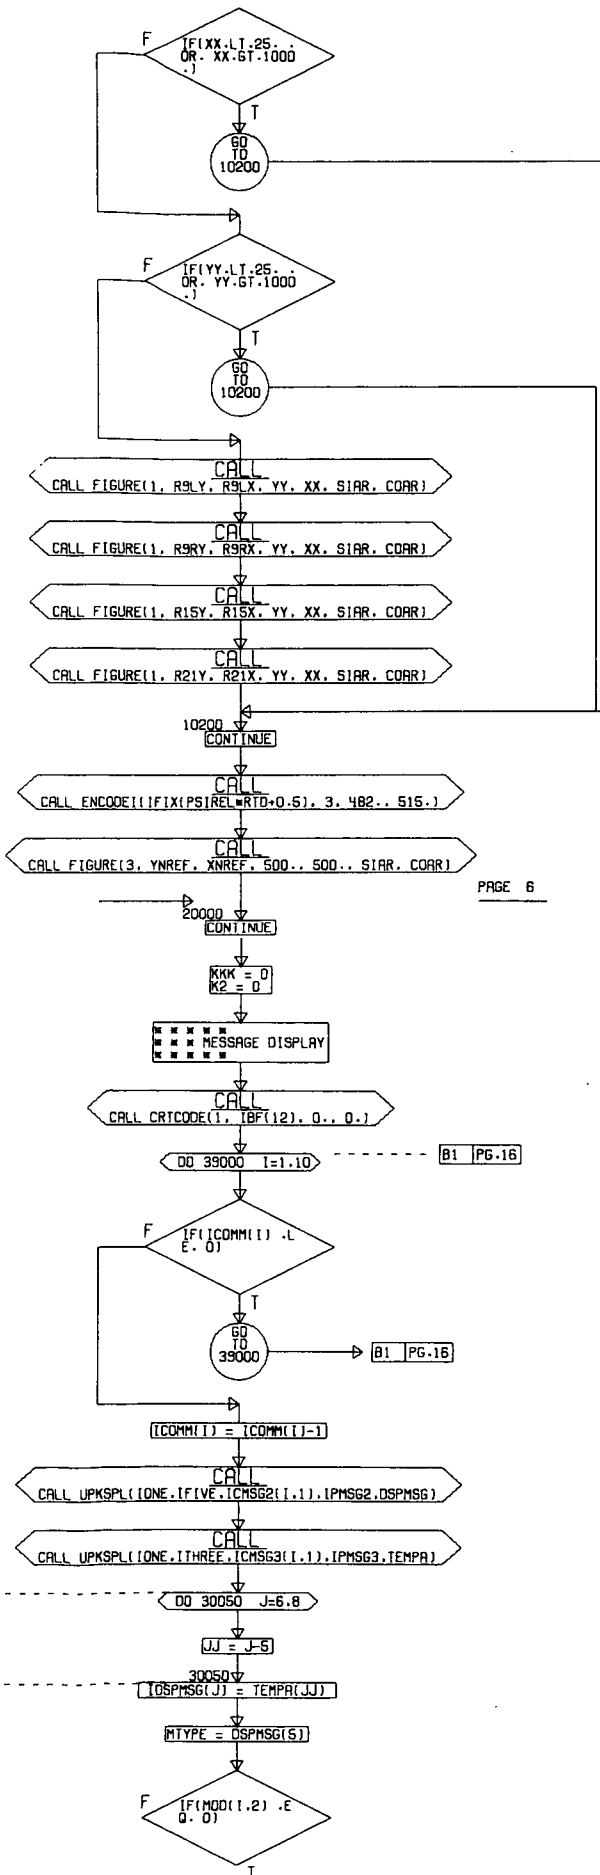 F
IF(XX.LT.25. .
OR. XX.GT.1000
.)
T
GO
TO
10200
F
IF(YY.LT.25. .
OR. YY.GT.1000
.)
T
GO
TO
10200
CALL
CALL FIGURE(1, R9LY, R9LX, YY, XX, SIAR, COAR)
CALL
CALL FIGURE(1, R9RY, R9RX, YY, XX, SIAR, COAR)
CALL
CALL FIGURE(1, R15Y, R15X, YY, XX, SIAR, COAR)
CALL
CALL FIGURE(1, R21Y, R21X, YY, XX, SIAR, COAR)
10200
CONTINUE
CALL
CALL ENCODEI(IFIX(PSIREL*RTD+0.5), 3, 482., 515.)
CALL
CALL FIGURE(3, YNREF, XNREF, 500., 500., SIAR, COAR)
PAGE 6
20000
CONTINUE
KKK = 0
K2 = 0
* * * * *
* * * MESSAGE DISPLAY
* * * * *
CALL
CALL CRTCODE(1, IBF(12), 0., 0.)
DO 39000 I=1,10
B1 PG.16
F
IF(ICOMM(I) .L
E. 0)
T
GO
TO
39000
B1 PG.16
ICOMM(I) = ICOMM(I)-1
CALL
CALL UPKSPL(IONE,IFIVE,ICMSG2(I,1),IPMSG2,DSPMSG)
CALL
CALL UPKSPL(IONE,ITHREE,ICMSG3(I,1),IPMSG3,TEMPA)
DO 30050 J=6,8
JJ = J-5
30050
IDSPMSG(J) = TEMPA(JJ)
MTYPE = DSPMSG(5)
F
IF(MOD(I,2) .E
Q. 0)
T